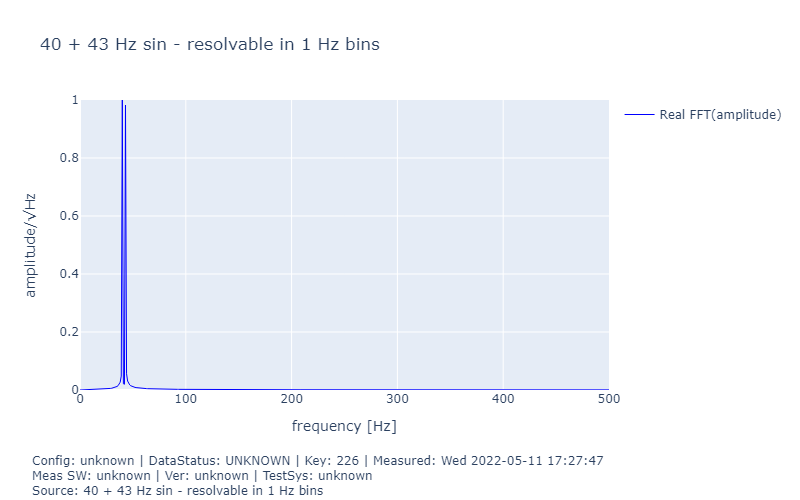 40 + 43 Hz sin - resolvable in 1 Hz bins
Real FFT(amplitude)
1
0.8
0.6
0.4
0.2
0
amplitude/√Hz
0 100 200 300 400 500
frequency [Hz]
Config: unknown | DataStatus: UNKNOWN | Key: 226 | Measured: Wed 2022-05-11 17:27:47
Meas SW: unknown | Ver: unknown | TestSys: unknown
Source: 40 + 43 Hz sin - resolvable in 1 Hz bins